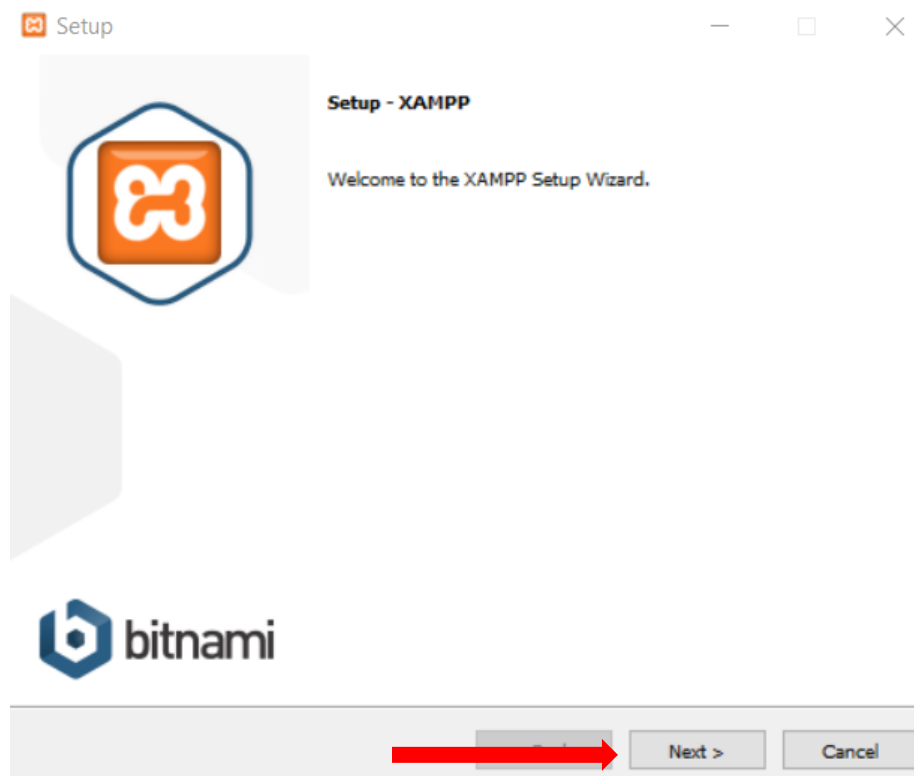 Setup
Setup - XAMPP
Welcome to the XAMPP Setup Wizard.
bitnami
Next >
Cancel